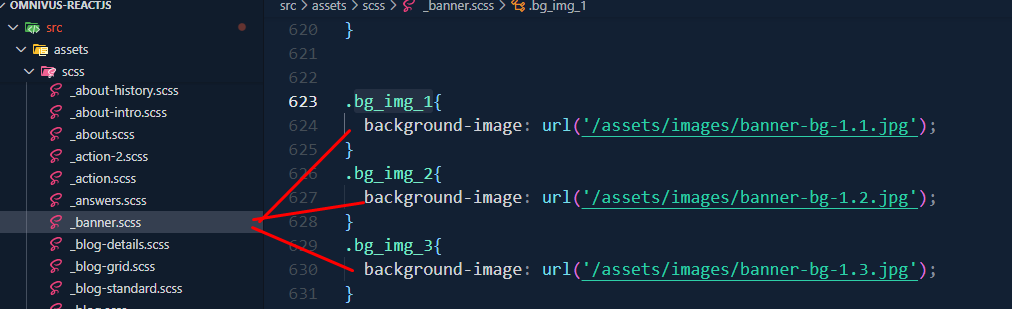 OMNIVUS-REACTJS
src
assets
scss
_about-history.scss
_about-intro.scss
_about.scss
_action-2.scss
_action.scss
_answers.scss
_banner.scss
_blog-details.scss
_blog-grid.scss
_blog-standard.scss
_blog.scss
src > assets > scss > _banner.scss > .bg_img_1
620 }
621
622
623 .bg_img_1{
624 background-image: url('/assets/images/banner-bg-1.1.jpg');
625 }
626 .bg_img_2{
627 background-image: url('/assets/images/banner-bg-1.2.jpg');
628 }
629 .bg_img_3{
630 background-image: url('/assets/images/banner-bg-1.3.jpg');
631 }